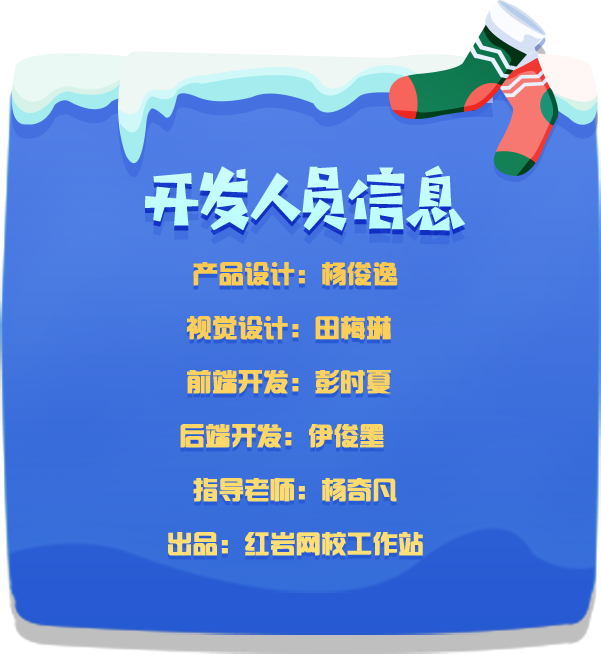 开发人员信息
产品设计：杨俊逸
视觉设计：田梅琳
前端开发：彭时夏
后端开发：伊俊墨
指导老师：杨奇凡
出品：红岩网校工作站